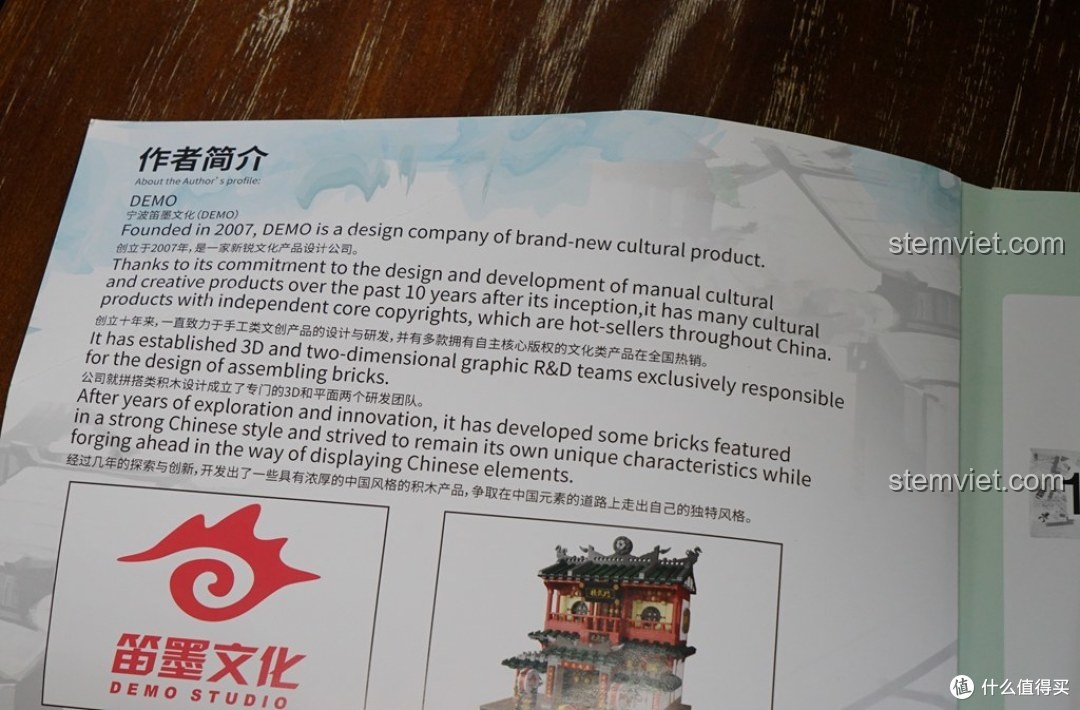 作者简介
About the Author's profile:
DEMO
宁波笛墨文化(DEMO)
Founded in 2007, DEMO is a design company of brand-new cultural product.
创立于2007年，是一家新锐文化产品设计公司。
Thanks to its commitment to the design and development of manual cultural
and creative products over the past 10 years after its inception,it has many cultural
products with independent core copyrights, which are hot-sellers throughout China.
创立十年来，一直致力于手工类文创产品的设计与研发，并有多款拥有自主核心版权的文化类产品在全国热销。
It has established 3D and two-dimensional graphic R&D teams exclusively responsible
for the design of assembling bricks.
公司就拼搭类积木设计成立了专门的3D和平面两个研发团队。
After years of exploration and innovation, it has developed some bricks featured
in a strong Chinese style and strived to remain its own unique characteristics while
forging ahead in the way of displaying Chinese elements.
经过几年的探索与创新，开发出了一些具有浓厚的中国风格的积木产品，争取在中国元素的道路上走出自己的独特风格。
笛墨文化
DEMO STUDIO
stemviet.com
stemviet.com
1
值 什么值得买